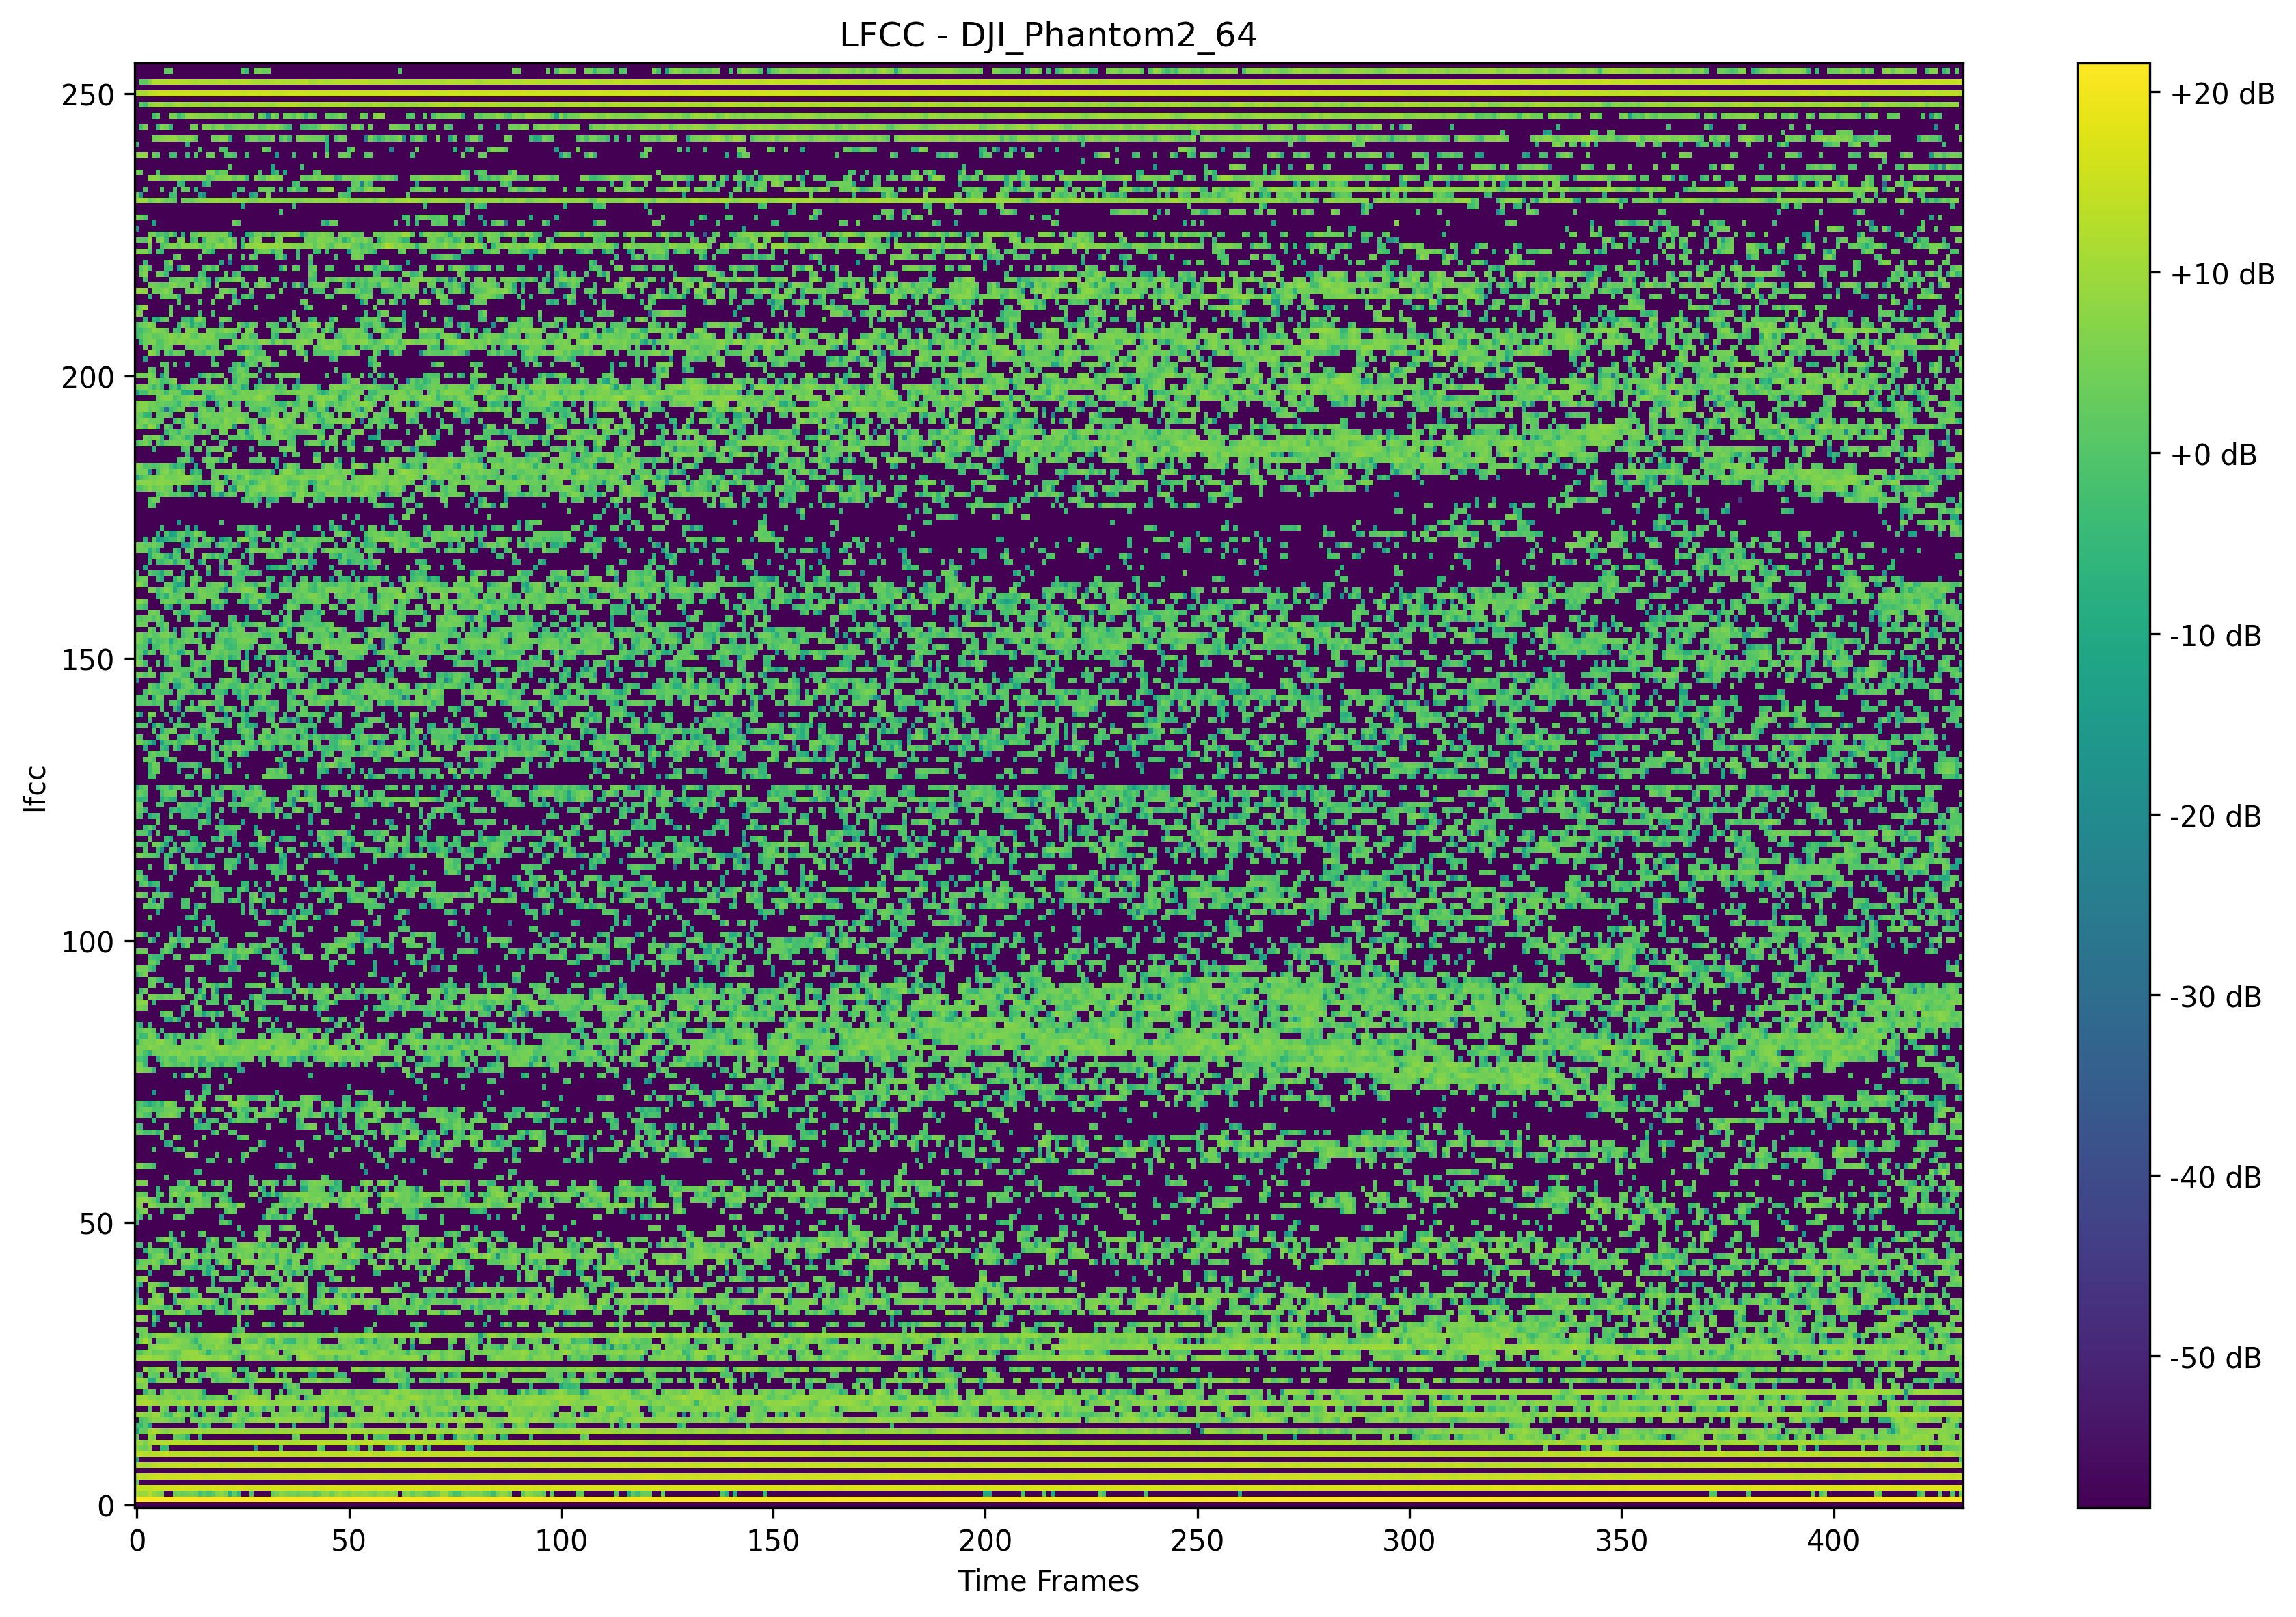 LFCC - DJI_Phantom2_64
250
200
150
100
50
0
lfcc
0 50 100 150 200 250 300 350 400
Time Frames
+20 dB
+10 dB
+0 dB
-10 dB
-20 dB
-30 dB
-40 dB
-50 dB